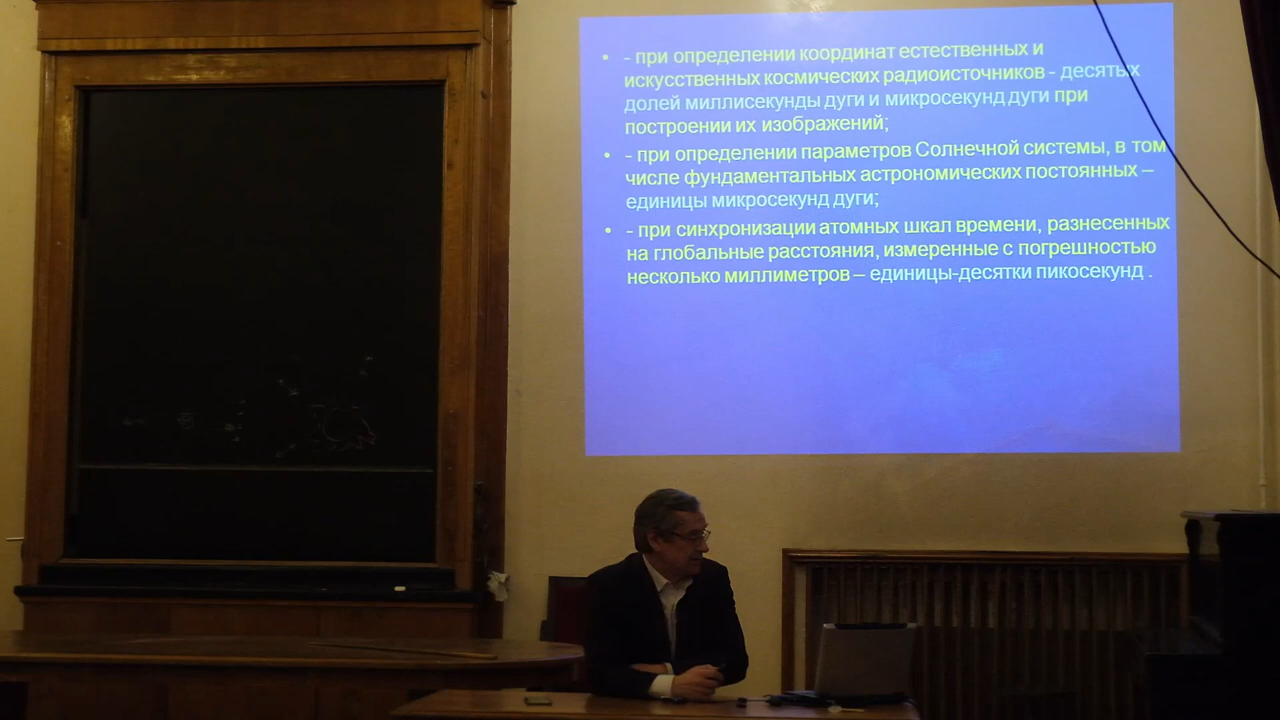 • - при определении координат естественных и
искусственных космических радиоисточников - десятых
долей миллисекунды дуги и микросекунд дуги при
построении их изображений;
• - при определении параметров Солнечной системы, в том
числе фундаментальных астрономических постоянных –
единицы микросекунд дуги;
• - при синхронизации атомных шкал времени, разнесенных
на глобальные расстояния, измеренные с погрешностью
несколько миллиметров – единицы-десятки пикосекунд .